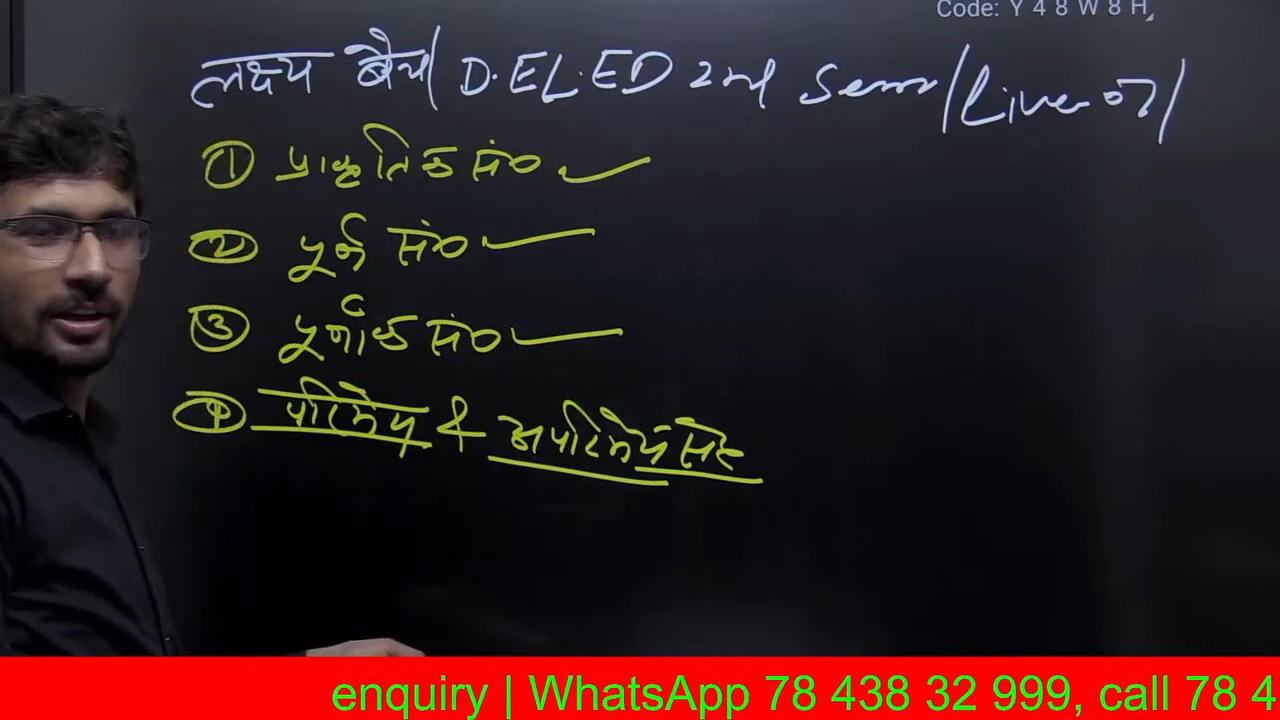 Code: Y 4 8 W 8 H
लक्ष्य बैच/ D.EL.ED 2nd Sem / Live 07/
① प्राकृतिक सं०
② पूर्ण सं०
③ पूर्णांक सं०
④ परिमेय & अपरिमेय सं०
enquiry | WhatsApp 78 438 32 999, call 78 4